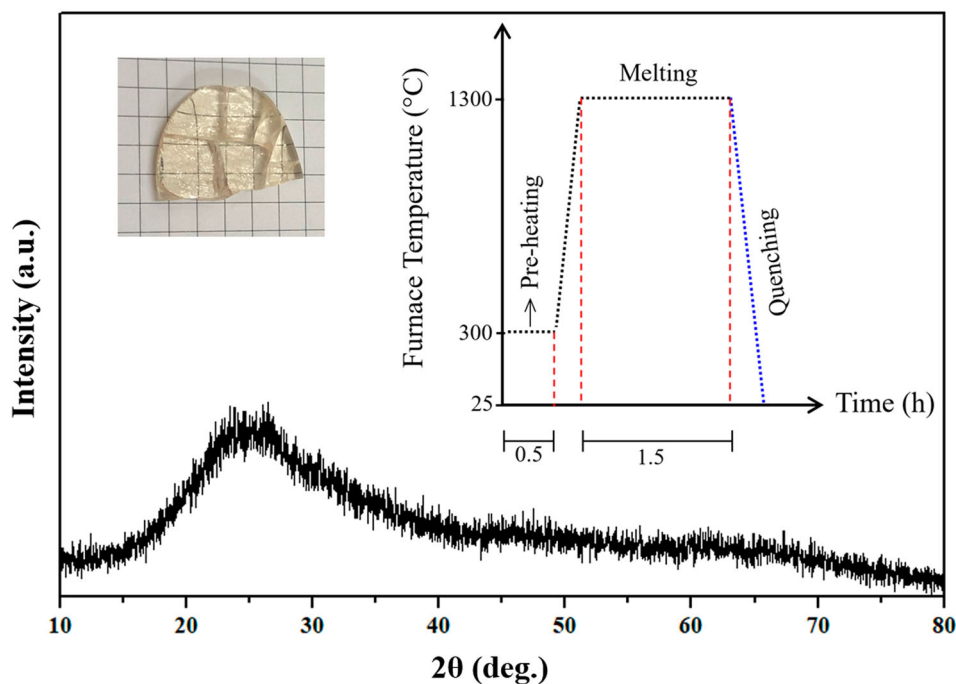 Furnace Temperature (°C)
1300
300
25
Melting
Pre-heating
Quenching
Time (h)
0.5
1.5
Intensity (a.u.)
10 20 30 40 50 60 70 80
2θ (deg.)